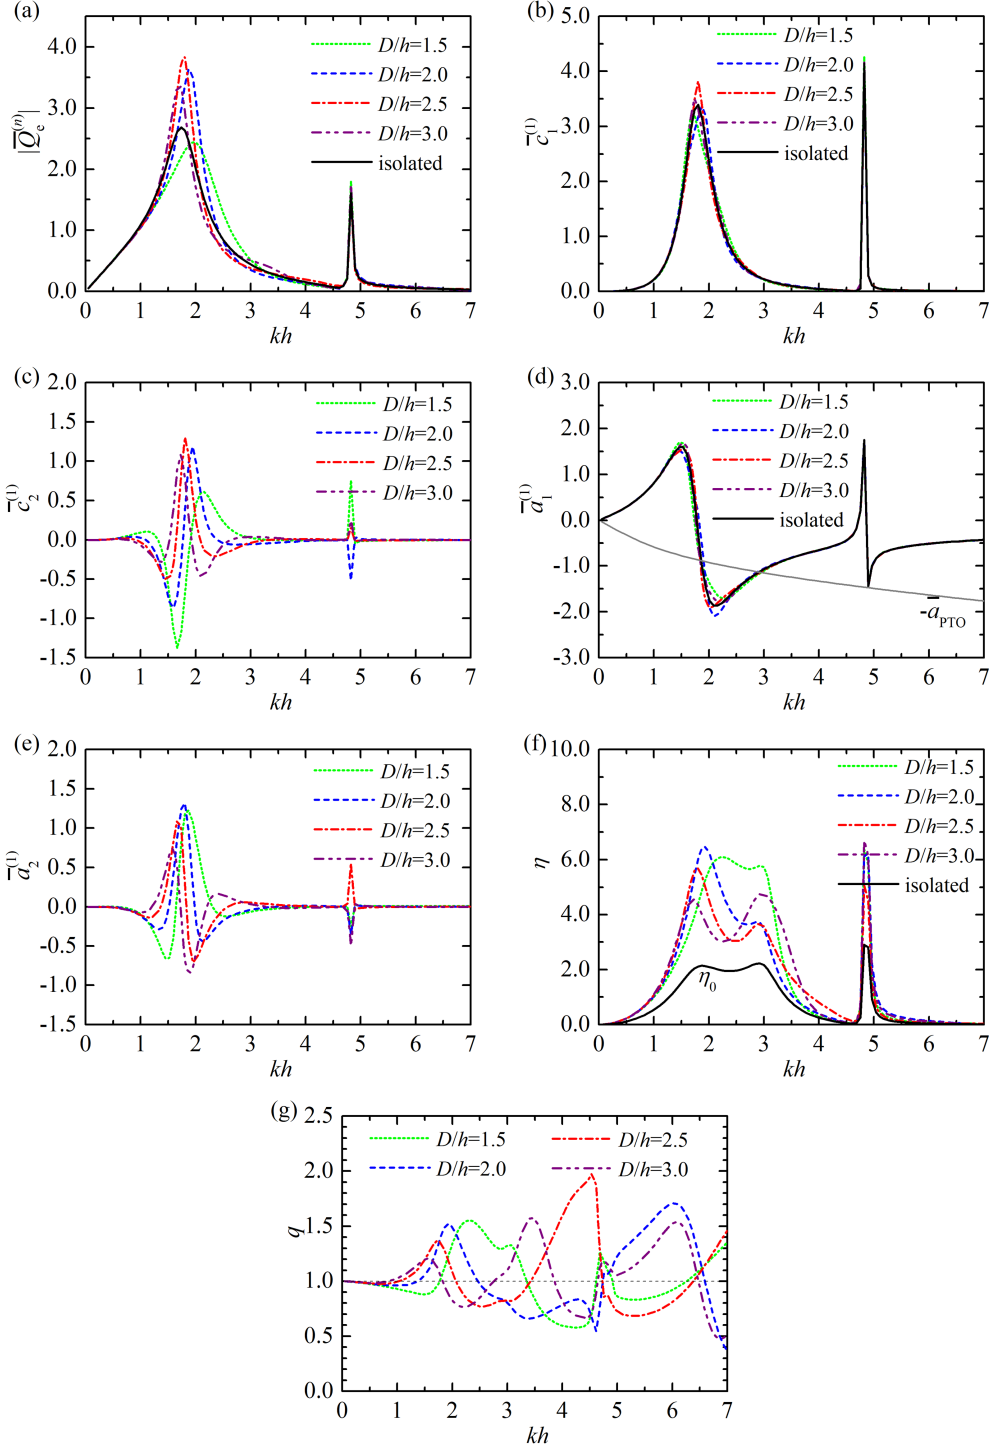 (a)
4.0
3.0
2.0
1.0
0.0
|Q̅ₑ⁽ⁿ⁾|
D/h=1.5
D/h=2.0
D/h=2.5
D/h=3.0
isolated
0 1 2 3 4 5 6 7
kh
(b)
5.0
4.0
3.0
2.0
1.0
0.0
c̅₁⁽¹⁾
D/h=1.5
D/h=2.0
D/h=2.5
D/h=3.0
isolated
0 1 2 3 4 5 6 7
kh
(c)
2.0
1.5
1.0
0.5
0.0
-0.5
-1.0
-1.5
c̅₂⁽¹⁾
D/h=1.5
D/h=2.0
D/h=2.5
D/h=3.0
0 1 2 3 4 5 6 7
kh
(d)
3.0
2.0
1.0
0.0
-1.0
-2.0
-3.0
a̅₁⁽¹⁾
D/h=1.5
D/h=2.0
D/h=2.5
D/h=3.0
isolated
-a̅PTO
0 1 2 3 4 5 6 7
kh
(e)
2.0
1.5
1.0
0.5
0.0
-0.5
-1.0
-1.5
a̅₂⁽¹⁾
D/h=1.5
D/h=2.0
D/h=2.5
D/h=3.0
0 1 2 3 4 5 6 7
kh
(f)
10.0
8.0
6.0
4.0
2.0
0.0
η
D/h=1.5
D/h=2.0
D/h=2.5
D/h=3.0
isolated
η₀
0 1 2 3 4 5 6 7
kh
(g)
2.5
2.0
1.5
1.0
0.5
0.0
q
D/h=1.5
D/h=2.5
D/h=2.0
D/h=3.0
0 1 2 3 4 5 6 7
kh